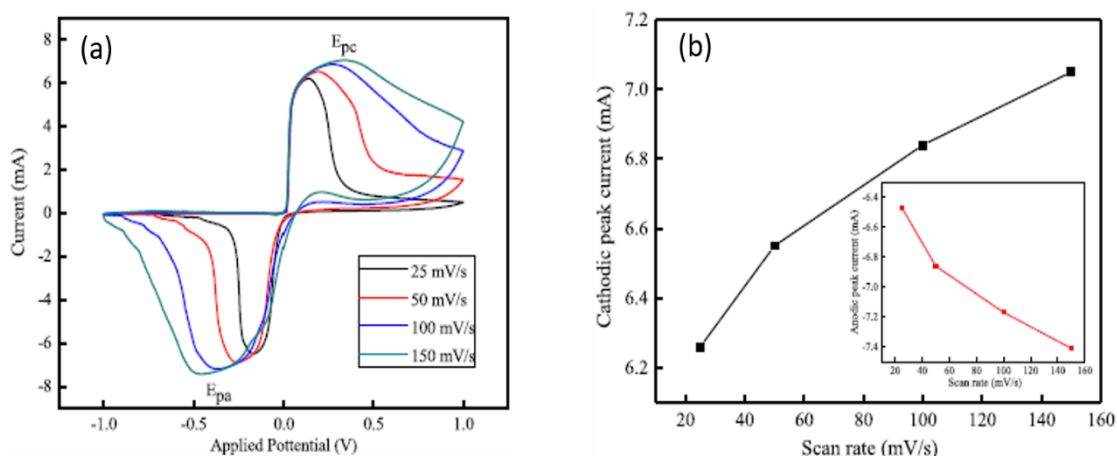 (a)
E_pc
8
6
4
2
0
-2
-4
-6
-8
Current (mA)
25 mV/s
50 mV/s
100 mV/s
150 mV/s
E_pa
-1.0 -0.5 0.0 0.5 1.0
Applied Pottential (V)
(b)
7.2
7.0
6.8
6.6
6.4
6.2
Cathodic peak current (mA)
-6.4
-6.6
-6.8
-7.0
-7.2
-7.4
Anodic peak current (mA)
20 40 60 80 100 120 140 160
Scan rate (mV/s)
20 40 60 80 100 120 140 160
Scan rate (mV/s)